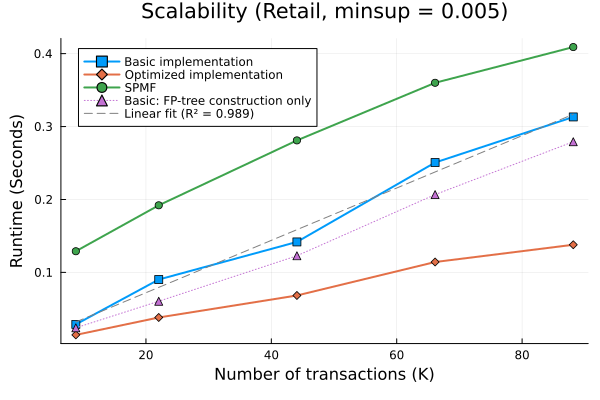 Scalability (Retail, minsup = 0.005)
Basic implementation
Optimized implementation
SPMF
Basic: FP-tree construction only
Linear fit (R² = 0.989)
Runtime (Seconds)
0.4
0.3
0.2
0.1
20 40 60 80
Number of transactions (K)